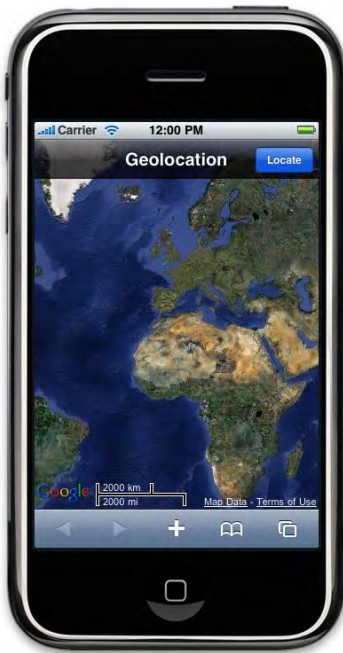 Carrier 12:00 PM
Geolocation Locate
Google 2000 km
2000 mi Map Data - Terms of Use